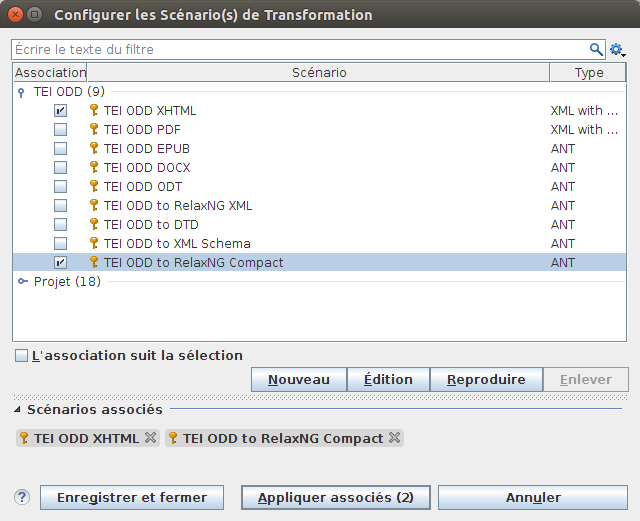 Configurer les Scénario(s) de Transformation
Écrire le texte du filtre
Association Scénario Type
TEI ODD (9)
TEI ODD XHTML XML with ...
TEI ODD PDF XML with ...
TEI ODD EPUB ANT
TEI ODD DOCX ANT
TEI ODD ODT ANT
TEI ODD to RelaxNG XML ANT
TEI ODD to DTD ANT
TEI ODD to XML Schema ANT
TEI ODD to RelaxNG Compact ANT
Projet (18)
L'association suit la sélection
Nouveau Édition Reproduire Enlever
Scénarios associés
TEI ODD XHTML TEI ODD to RelaxNG Compact
? Enregistrer et fermer Appliquer associés (2) Annuler